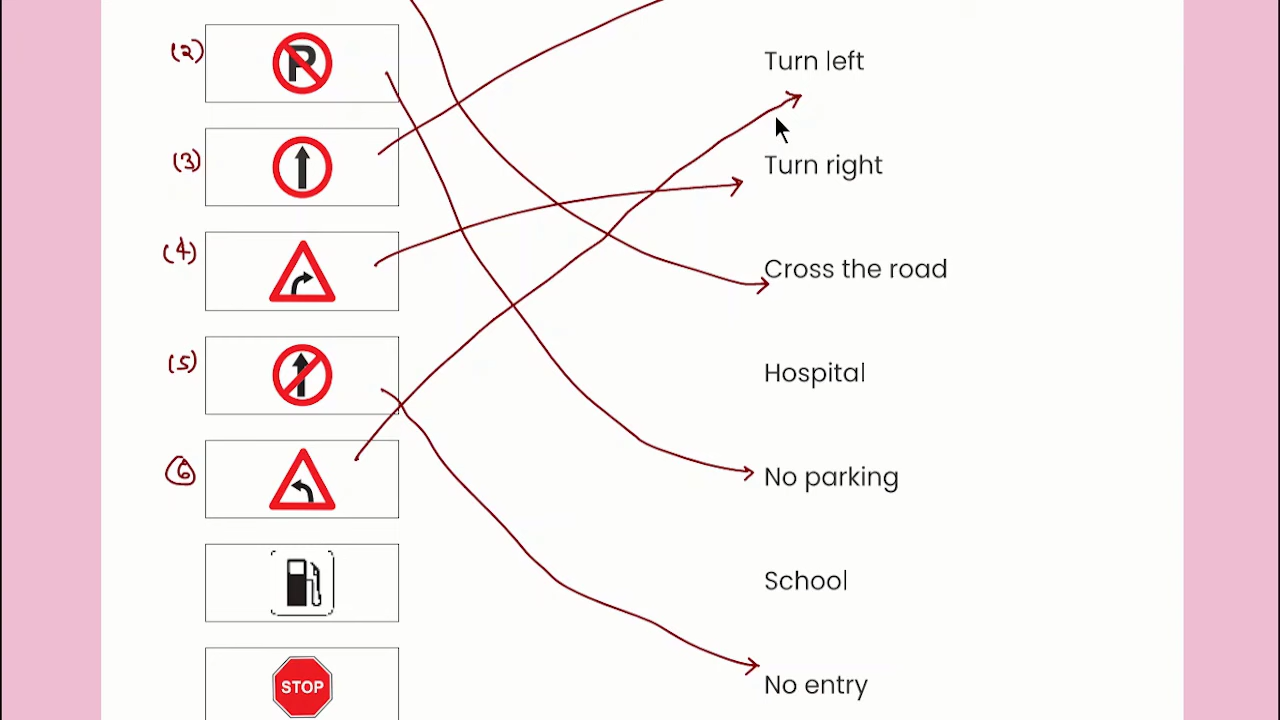 (2) P Turn left
(3) Turn right
(4) Cross the road
(5) Hospital
(6) No parking
School
STOP No entry